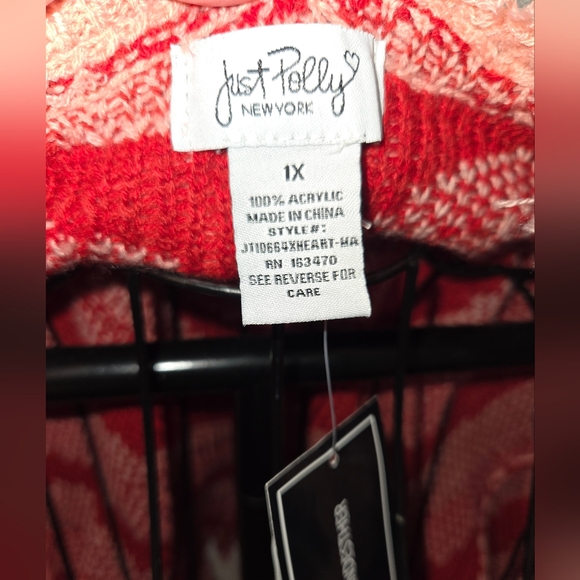 Just Polly
NEW YORK
1X
100% ACRYLIC
MADE IN CHINA
STYLE#:
JT10664XHEART-MA
RN 163470
SEE REVERSE FOR
CARE